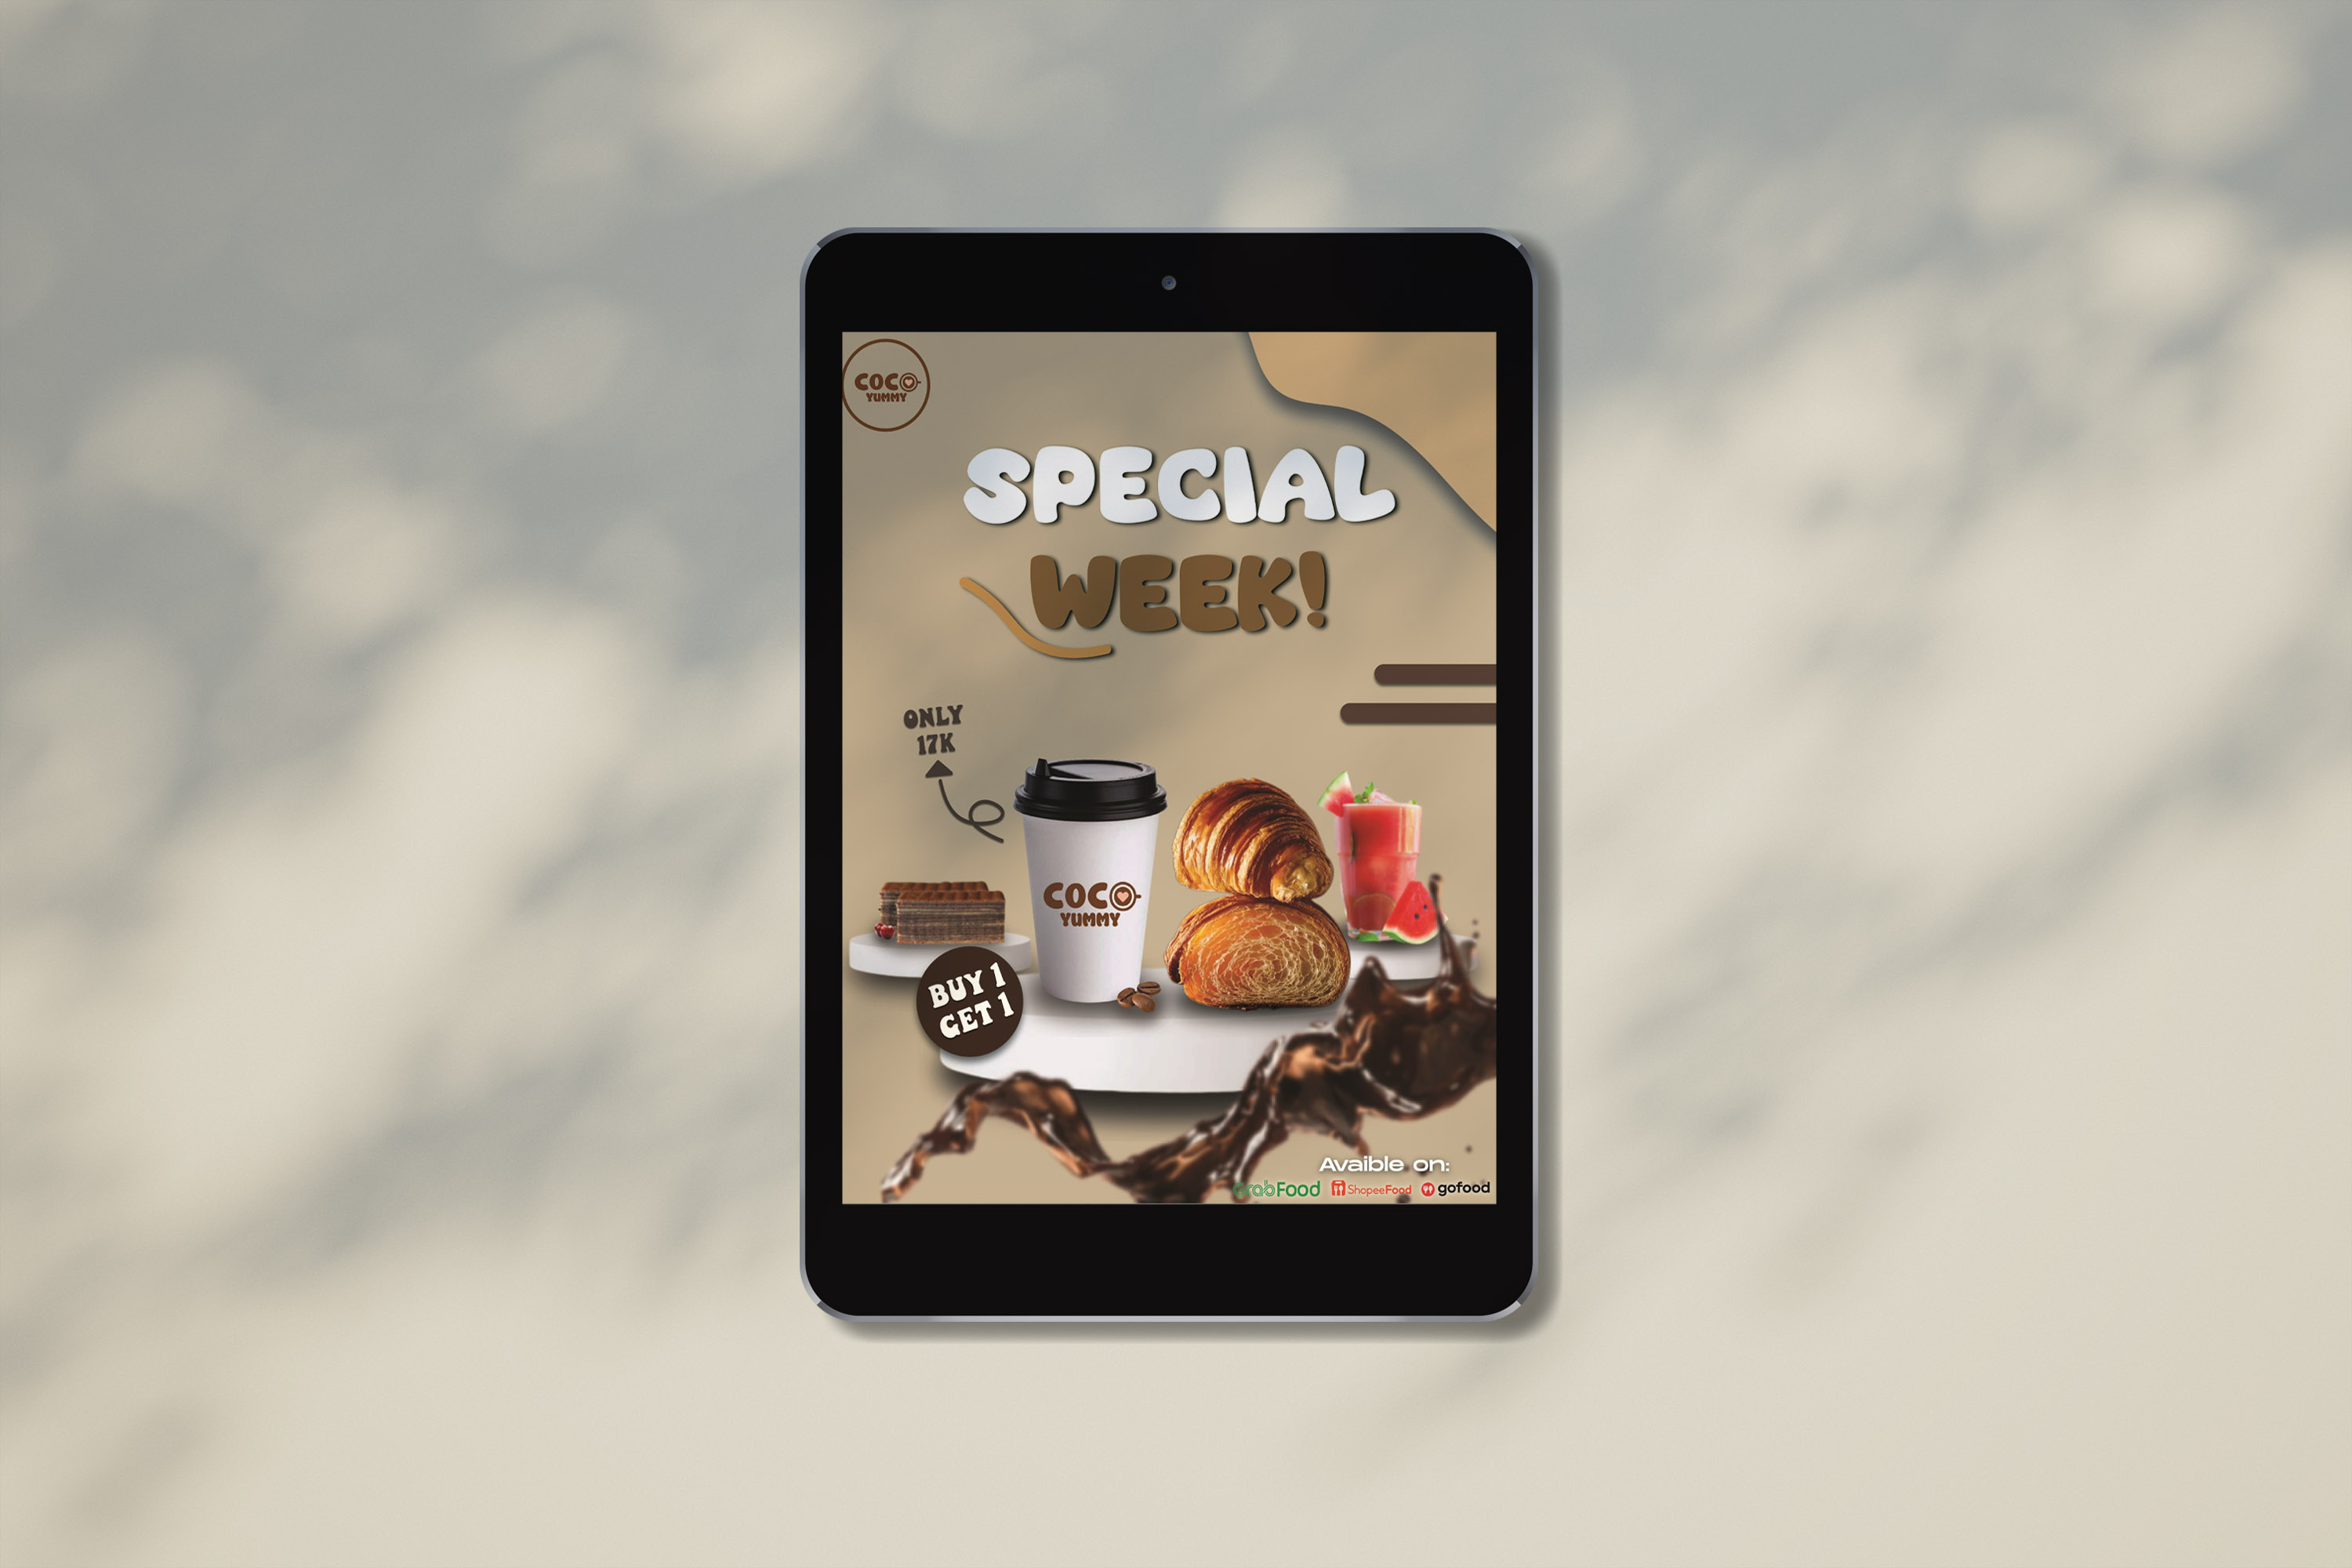 COCO
YUMMY
SPECIAL
WEEK!
ONLY
17K
COCO
YUMMY
BUY 1
GET 1
Avaible on:
GrabFood ShopeeFood gofood